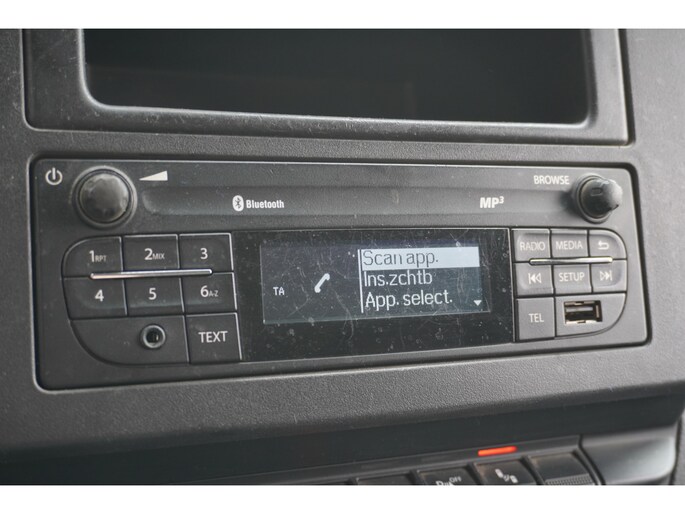 BROWSE
Bluetooth
MP3
1RPT 2MIX 3
4 5 6A-Z
TEXT
TA
Scan app.
Ins.zchtb
App. select.
RADIO MEDIA
SETUP
TEL
OFF